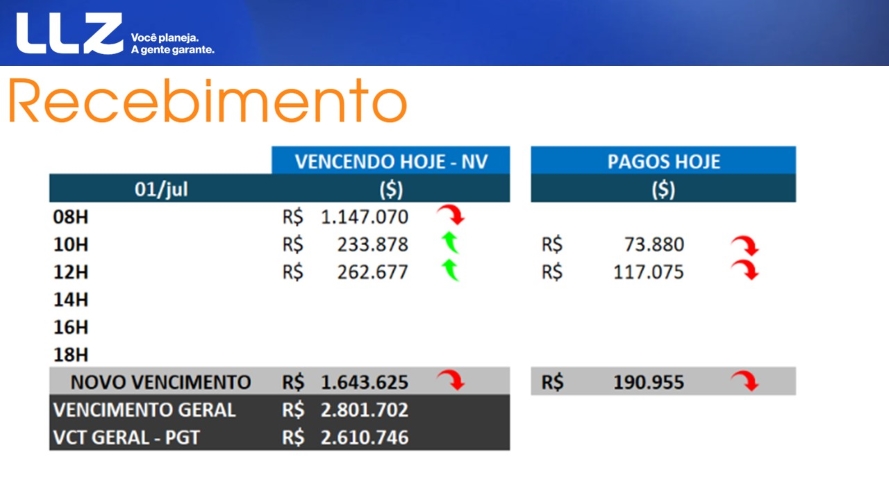 LLZ Você planeja.
A gente garante.
Recebimento
VENCENDO HOJE - NV PAGOS HOJE
01/jul ($) ($)
08H R$ 1.147.070
10H R$ 233.878 R$ 73.880
12H R$ 262.677 R$ 117.075
14H
16H
18H
NOVO VENCIMENTO R$ 1.643.625 R$ 190.955
VENCIMENTO GERAL R$ 2.801.702
VCT GERAL - PGT R$ 2.610.746